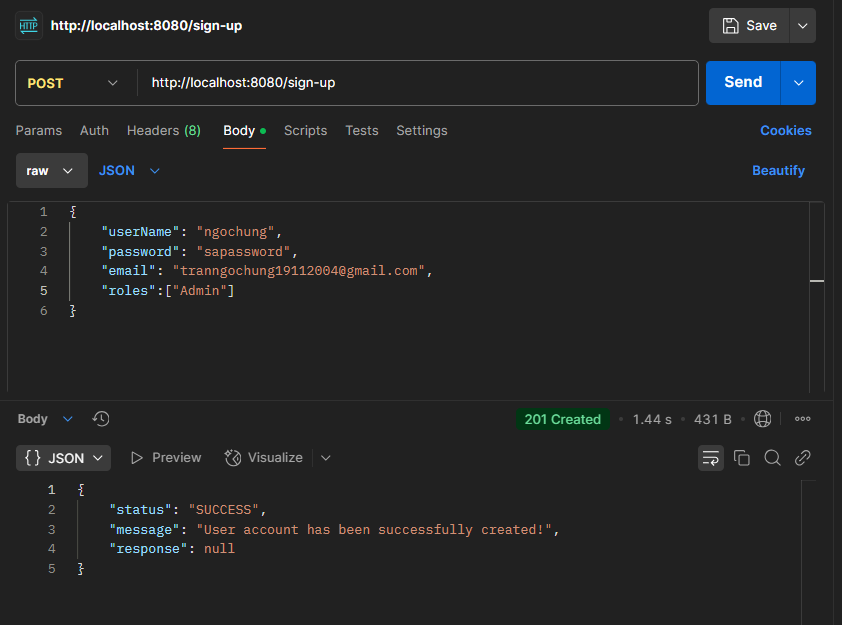 HTTP http://localhost:8080/sign-up Save
POST http://localhost:8080/sign-up Send
Params Auth Headers (8) Body Scripts Tests Settings Cookies
raw JSON Beautify
1 {
2 "userName": "ngochung",
3 "password": "sapassword",
4 "email": "tranngochung19112004@gmail.com",
5 "roles":["Admin"]
6 }
Body 201 Created 1.44 s 431 B
{} JSON Preview Visualize
1 {
2 "status": "SUCCESS",
3 "message": "User account has been successfully created!",
4 "response": null
5 }